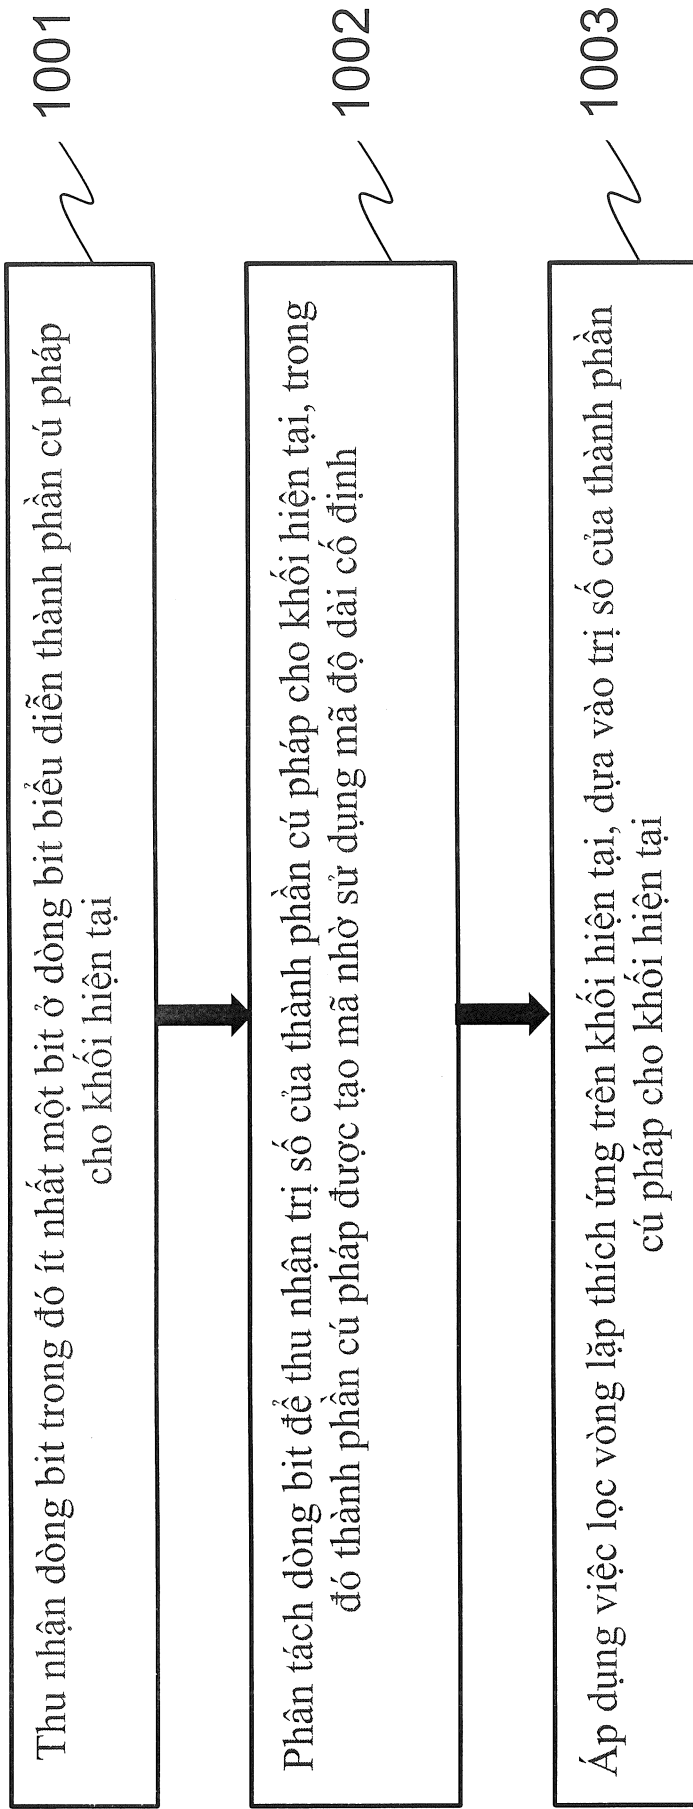 Thu nhận dòng bit trong đó ít nhất một bit ở dòng bit biểu diễn thành phần cú pháp
cho khối hiện tại
1001
Phân tách dòng bit để thu nhận trị số của thành phần cú pháp cho khối hiện tại, trong
đó thành phần cú pháp được tạo mã nhờ sử dụng mã độ dài cố định
1002
Áp dụng việc lọc vòng lặp thích ứng trên khối hiện tại, dựa vào trị số của thành phần
cú pháp cho khối hiện tại
1003